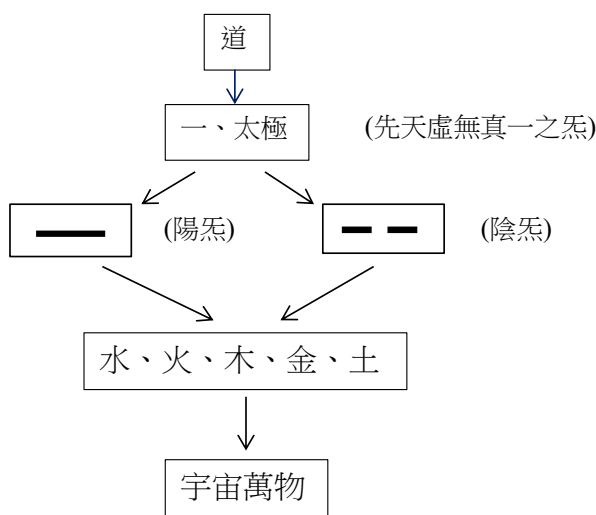 道
一、太極
(先天虛無真一之炁)
(陽炁)
(陰炁)
水、火、木、金、土
宇宙萬物